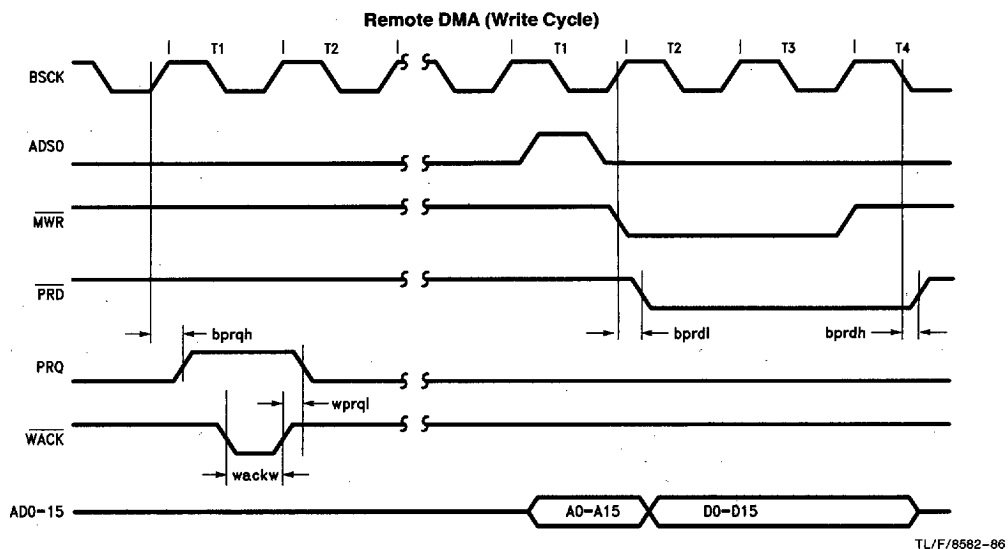 Remote DMA (Write Cycle)
T1 T2 T1 T2 T3 T4
BSCK
ADS0
MWR
PRD
bprqh bprdl bprdh
PRQ
wprql
WACK
wackw
AD0-15 A0-A15 D0-D15
TL/F/8582-86